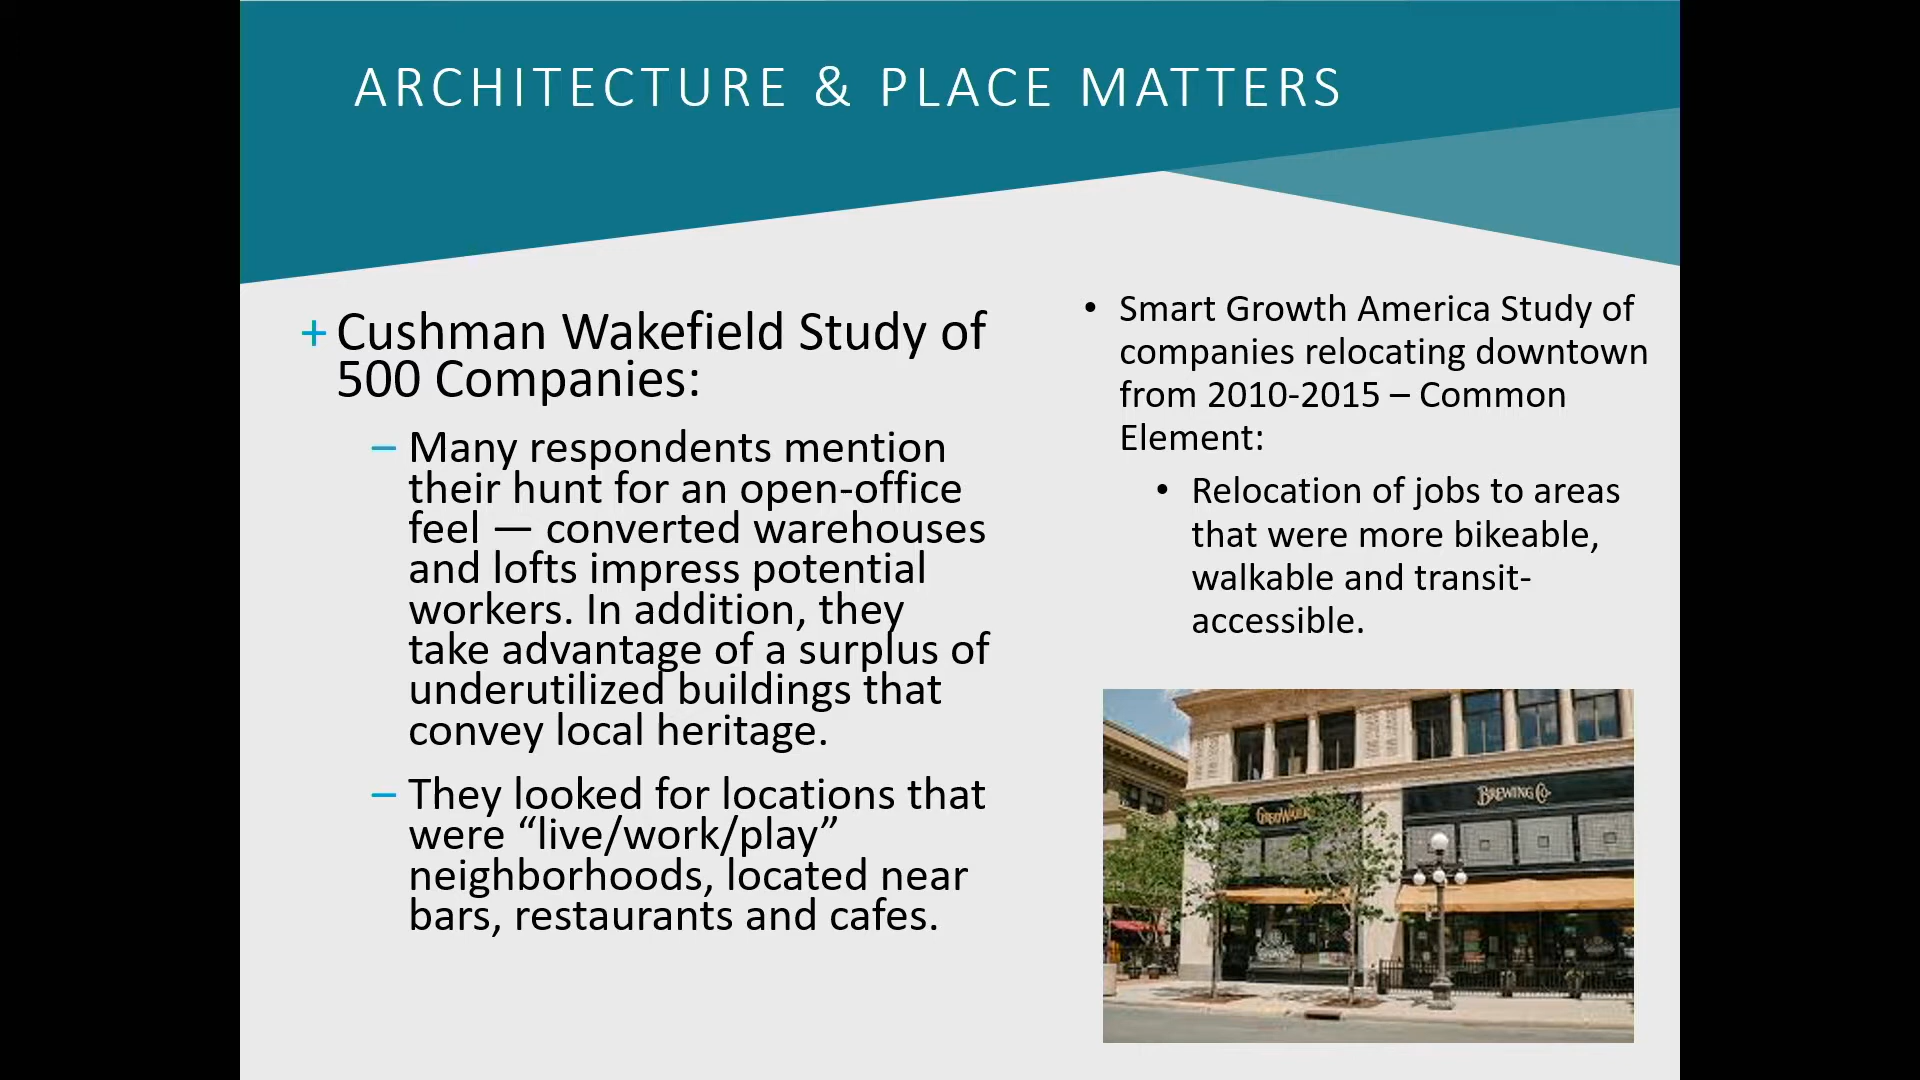 ARCHITECTURE & PLACE MATTERS
+ Cushman Wakefield Study of
500 Companies:
– Many respondents mention
their hunt for an open-office
feel — converted warehouses
and lofts impress potential
workers. In addition, they
take advantage of a surplus of
underutilized buildings that
convey local heritage.
– They looked for locations that
were “live/work/play”
neighborhoods, located near
bars, restaurants and cafes.
• Smart Growth America Study of
companies relocating downtown
from 2010-2015 – Common
Element:
• Relocation of jobs to areas
that were more bikeable,
walkable and transit-
accessible.
BREWING CO